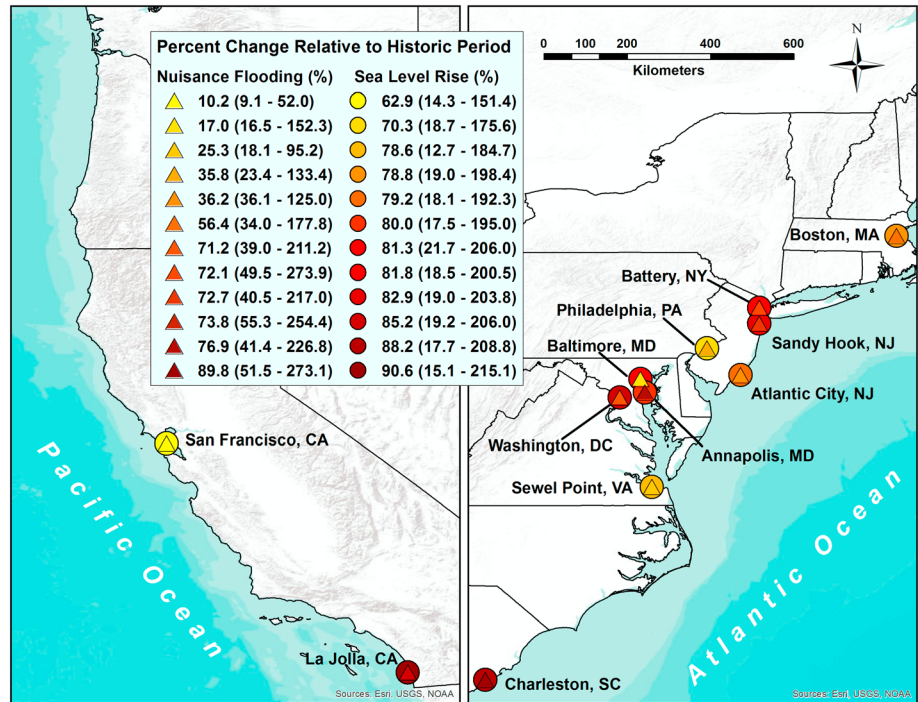 Percent Change Relative to Historic Period
Nuisance Flooding (%) Sea Level Rise (%)
10.2 (9.1 - 52.0) 62.9 (14.3 - 151.4)
17.0 (16.5 - 152.3) 70.3 (18.7 - 175.6)
25.3 (18.1 - 95.2) 78.6 (12.7 - 184.7)
35.8 (23.4 - 133.4) 78.8 (19.0 - 198.4)
36.2 (36.1 - 125.0) 79.2 (18.1 - 192.3)
56.4 (34.0 - 177.8) 80.0 (17.5 - 195.0)
71.2 (39.0 - 211.2) 81.3 (21.7 - 206.0)
72.1 (49.5 - 273.9) 81.8 (18.5 - 200.5)
72.7 (40.5 - 217.0) 82.9 (19.0 - 203.8)
73.8 (55.3 - 254.4) 85.2 (19.2 - 206.0)
76.9 (41.4 - 226.8) 88.2 (17.7 - 208.8)
89.8 (51.5 - 273.1) 90.6 (15.1 - 215.1)
San Francisco, CA
Pacific Ocean
La Jolla, CA
Sources: Esri, USGS, NOAA
0 100 200 400 600
Kilometers
N
Boston, MA
Battery, NY
Philadelphia, PA
Sandy Hook, NJ
Baltimore, MD
Atlantic City, NJ
Washington, DC
Annapolis, MD
Sewel Point, VA
Atlantic Ocean
Charleston, SC
Sources: Esri, USGS, NOAA